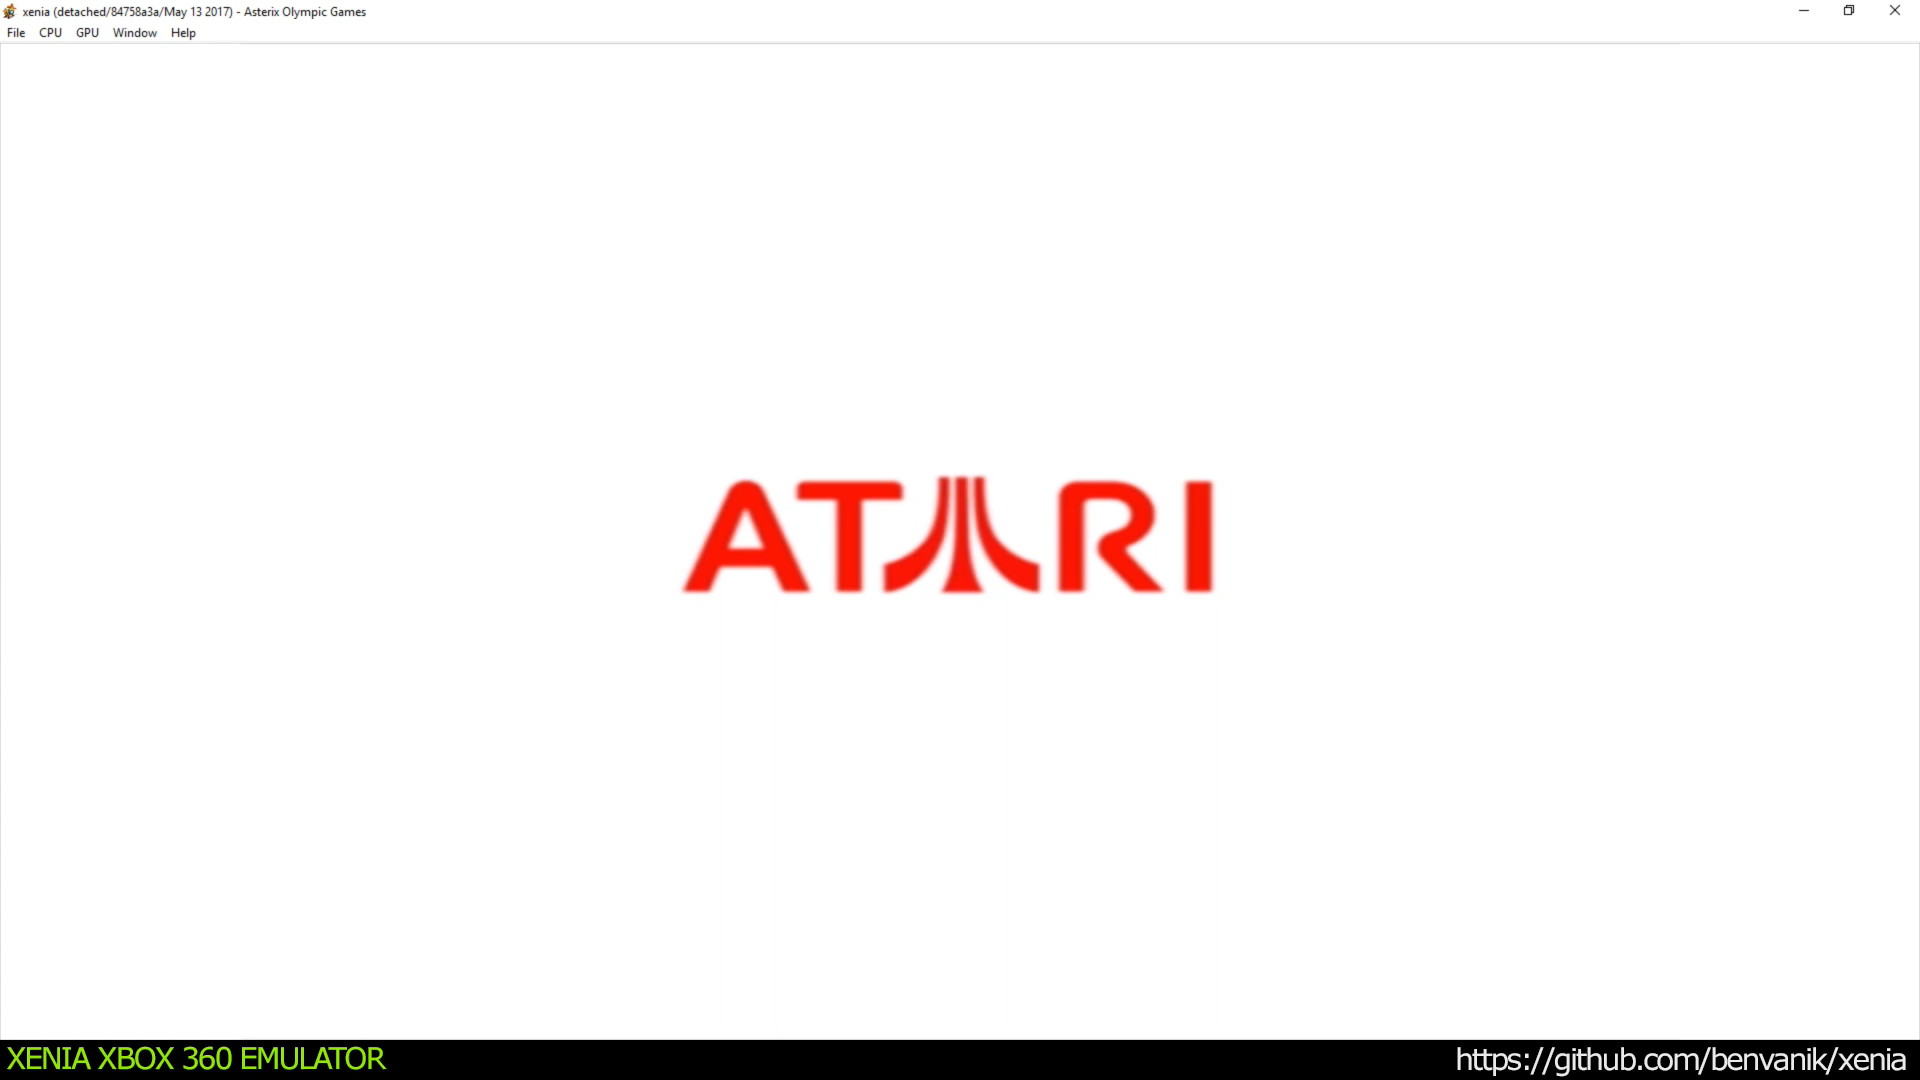 xenia (detached/84758a3a/May 13 2017) - Asterix Olympic Games
File CPU GPU Window Help
ATARI
XENIA XBOX 360 EMULATOR
https://github.com/benvanik/xenia